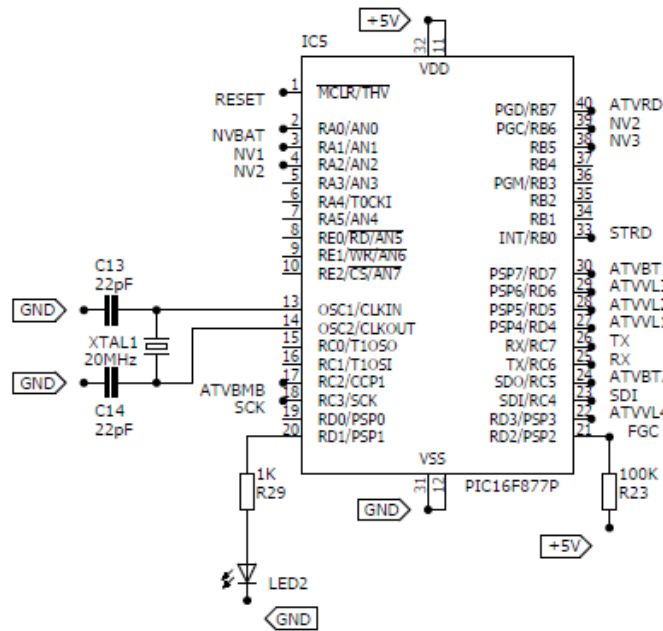 +5V
IC5
32 11
VDD
RESET 1 MCLR/THV
PGD/RB7 40 ATVRD
NVBAT 2 RA0/AN0
PGC/RB6 39 NV2
NV1 3 RA1/AN1
RB5 38 NV3
NV2 4 RA2/AN2
RB4 37
5 RA3/AN3
PGM/RB3 36
6 RA4/T0CKI
RB2 35
7 RA5/AN4
RB1 34
8 RE0/RD/AN5
INT/RB0 33 STRD
9 RE1/WR/AN6
10 RE2/CS/AN7
PSP7/RD7 30
PSP6/RD6 29
C13
22pF
GND
13 OSC1/CLKIN
PSP5/RD5 28
14 OSC2/CLKOUT
PSP4/RD4 27
XTAL1
20MHz
15 RC0/T1OSO
RX/RC7 26 TX
16 RC1/T1OSI
TX/RC6 25 RX
GND
ATVBMB 17 RC2/CCP1
SDO/RC5 24
SCK 18 RC3/SCK
SDI/RC4 23 SDI
C14
22pF
19 RD0/PSP0
RD3/PSP3 22 ATVVL4
20 RD1/PSP1
RD2/PSP2 21 FGC
VSS
31 12
PIC16F877P
1K
R29
GND
100K
R23
+5V
LED2
GND